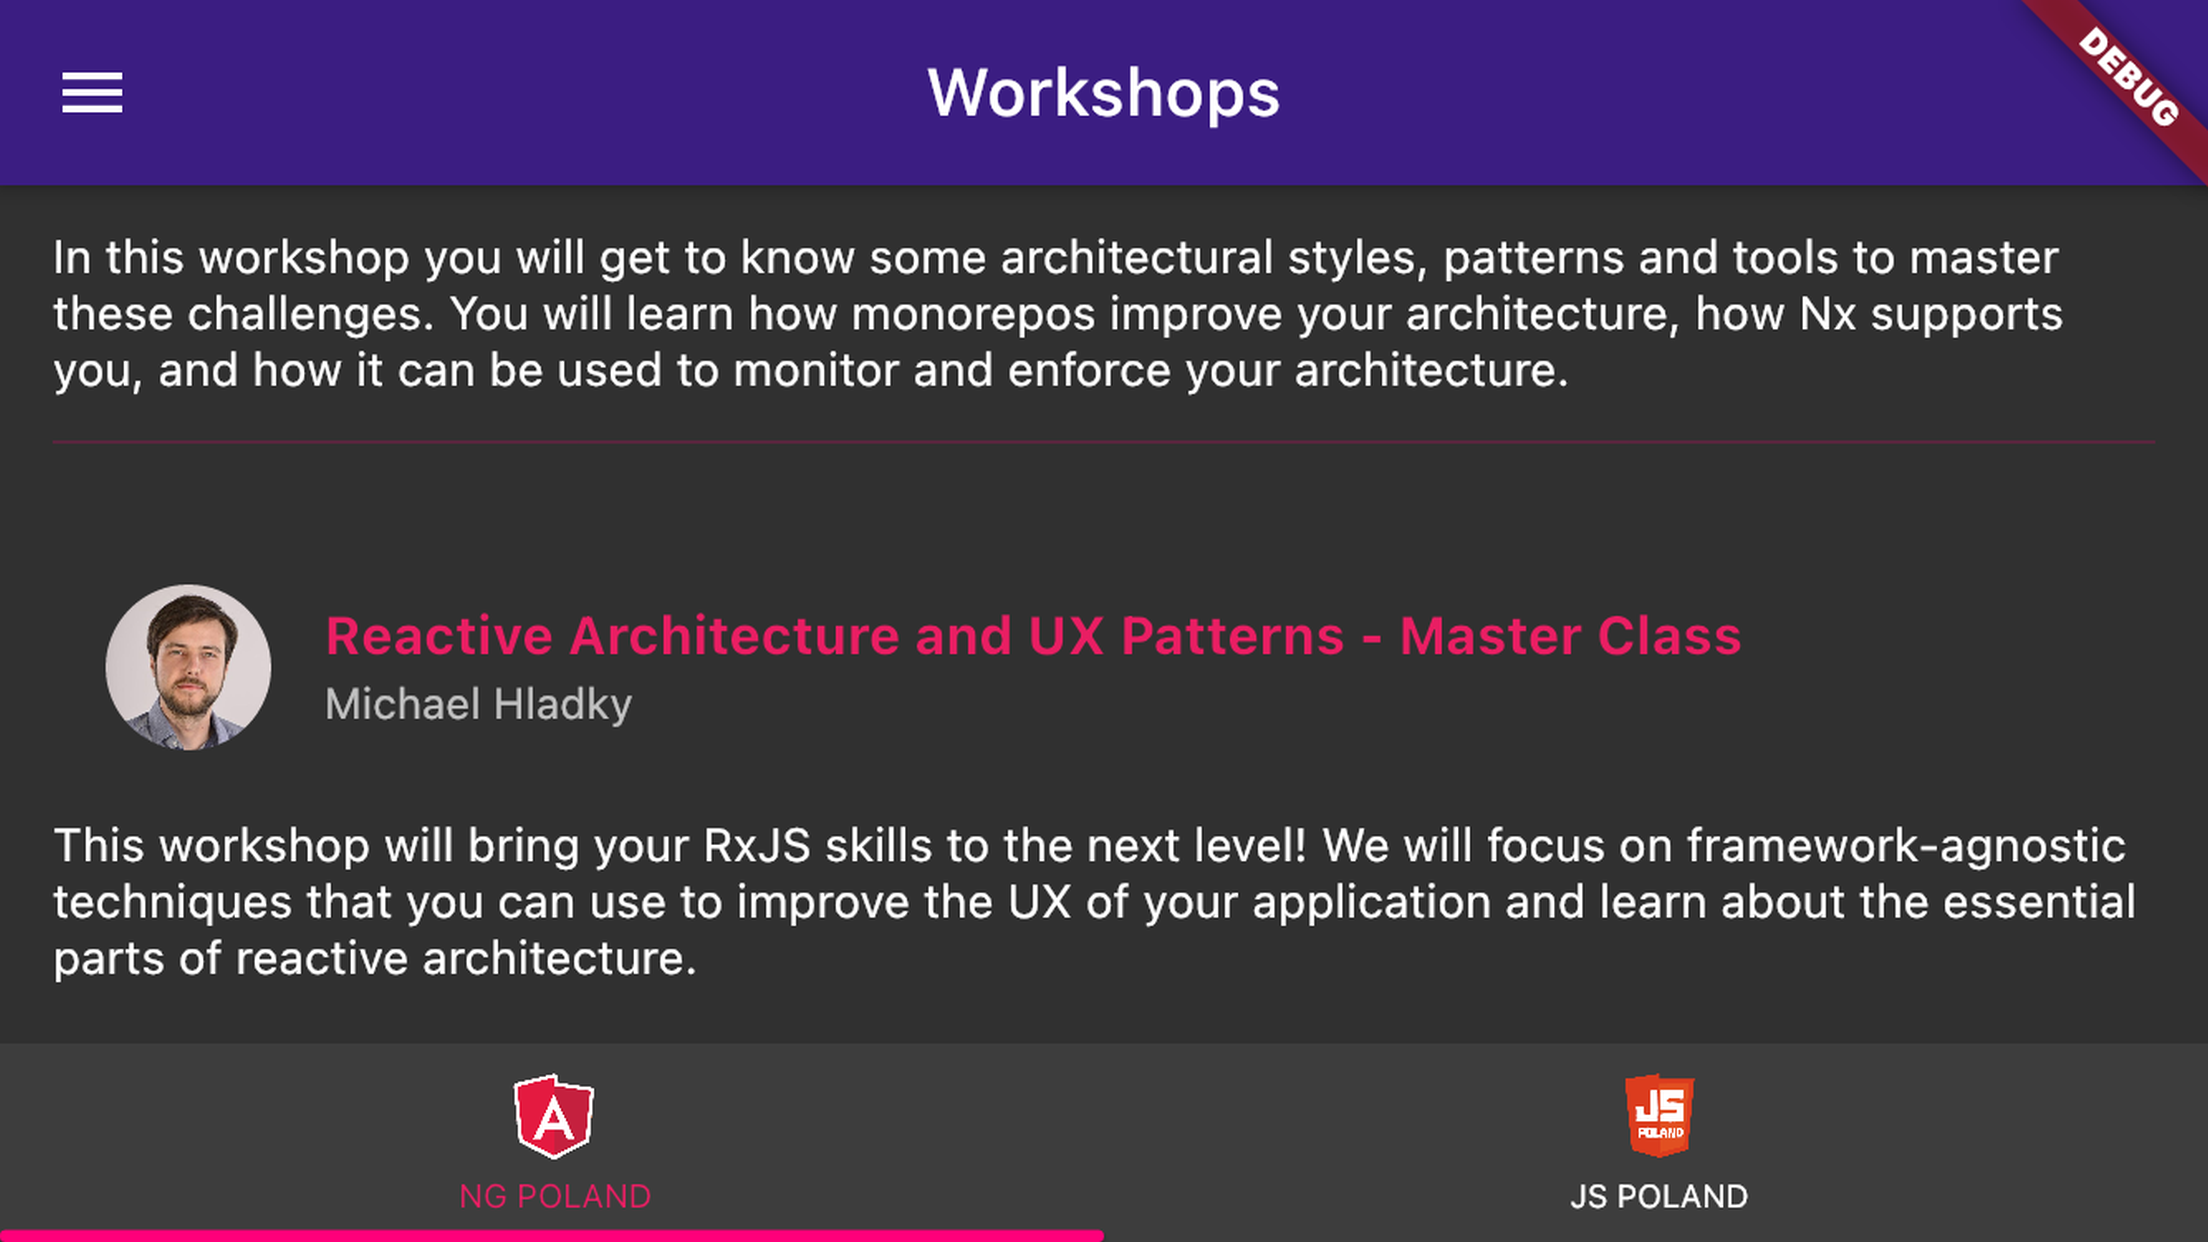 Workshops
DEBUG
In this workshop you will get to know some architectural styles, patterns and tools to master
these challenges. You will learn how monorepos improve your architecture, how Nx supports
you, and how it can be used to monitor and enforce your architecture.
Reactive Architecture and UX Patterns - Master Class
Michael Hladky
This workshop will bring your RxJS skills to the next level! We will focus on framework-agnostic
techniques that you can use to improve the UX of your application and learn about the essential
parts of reactive architecture.
A
NG POLAND
JS
POLAND
JS POLAND